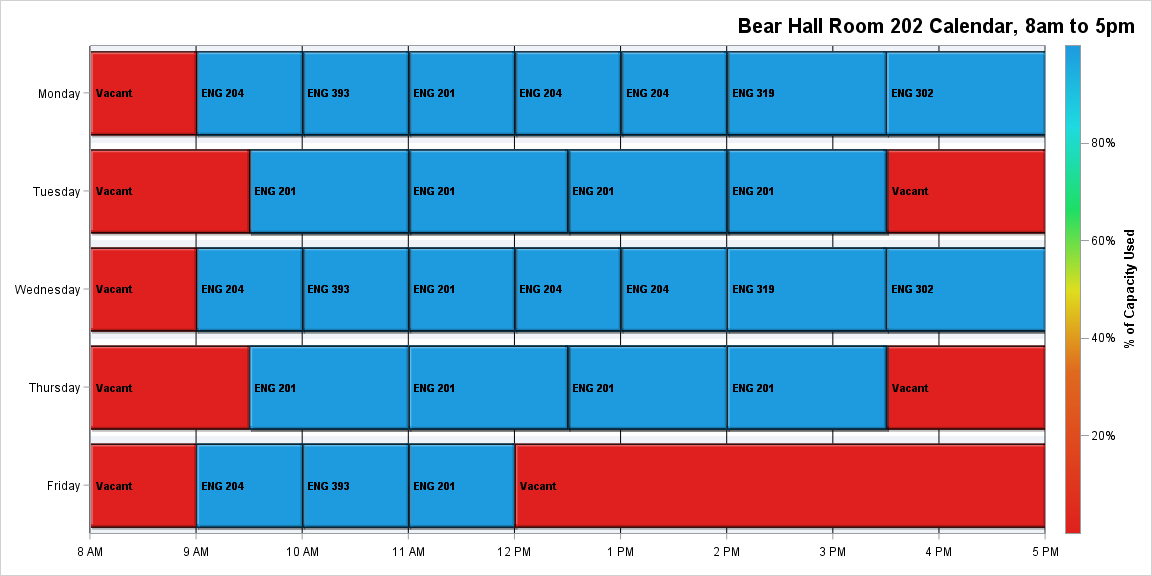 Bear Hall Room 202 Calendar, 8am to 5pm
Monday Vacant ENG 204 ENG 393 ENG 201 ENG 204 ENG 204 ENG 319 ENG 302
80%
Tuesday Vacant ENG 201 ENG 201 ENG 201 ENG 201 Vacant
60%
Wednesday Vacant ENG 204 ENG 393 ENG 201 ENG 204 ENG 204 ENG 319 ENG 302
% of Capacity Used
40%
Thursday Vacant ENG 201 ENG 201 ENG 201 ENG 201 Vacant
20%
Friday Vacant ENG 204 ENG 393 ENG 201 Vacant
8 AM 9 AM 10 AM 11 AM 12 PM 1 PM 2 PM 3 PM 4 PM 5 PM